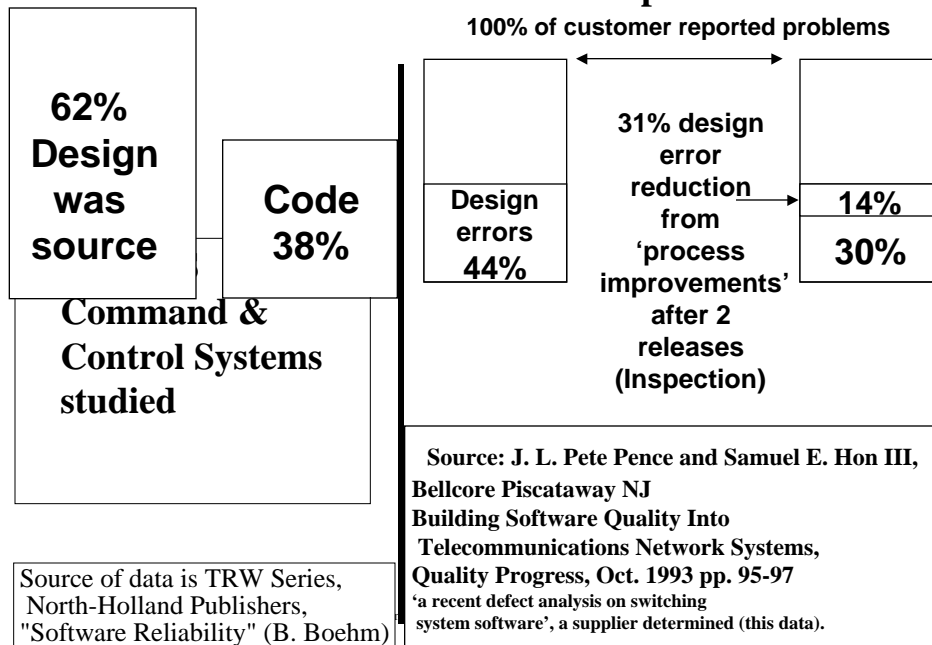 100% of customer reported problems
62%
Design
was
source
Code
38%
Command &
Control Systems
studied
Design
errors
44%
31% design
error
reduction
from
‘process
improvements’
after 2
releases
(Inspection)
14%
30%
Source of data is TRW Series,
North-Holland Publishers,
"Software Reliability" (B. Boehm)
Source: J. L. Pete Pence and Samuel E. Hon III,
Bellcore Piscataway NJ
Building Software Quality Into
Telecommunications Network Systems,
Quality Progress, Oct. 1993 pp. 95-97
‘a recent defect analysis on switching
system software’, a supplier determined (this data).